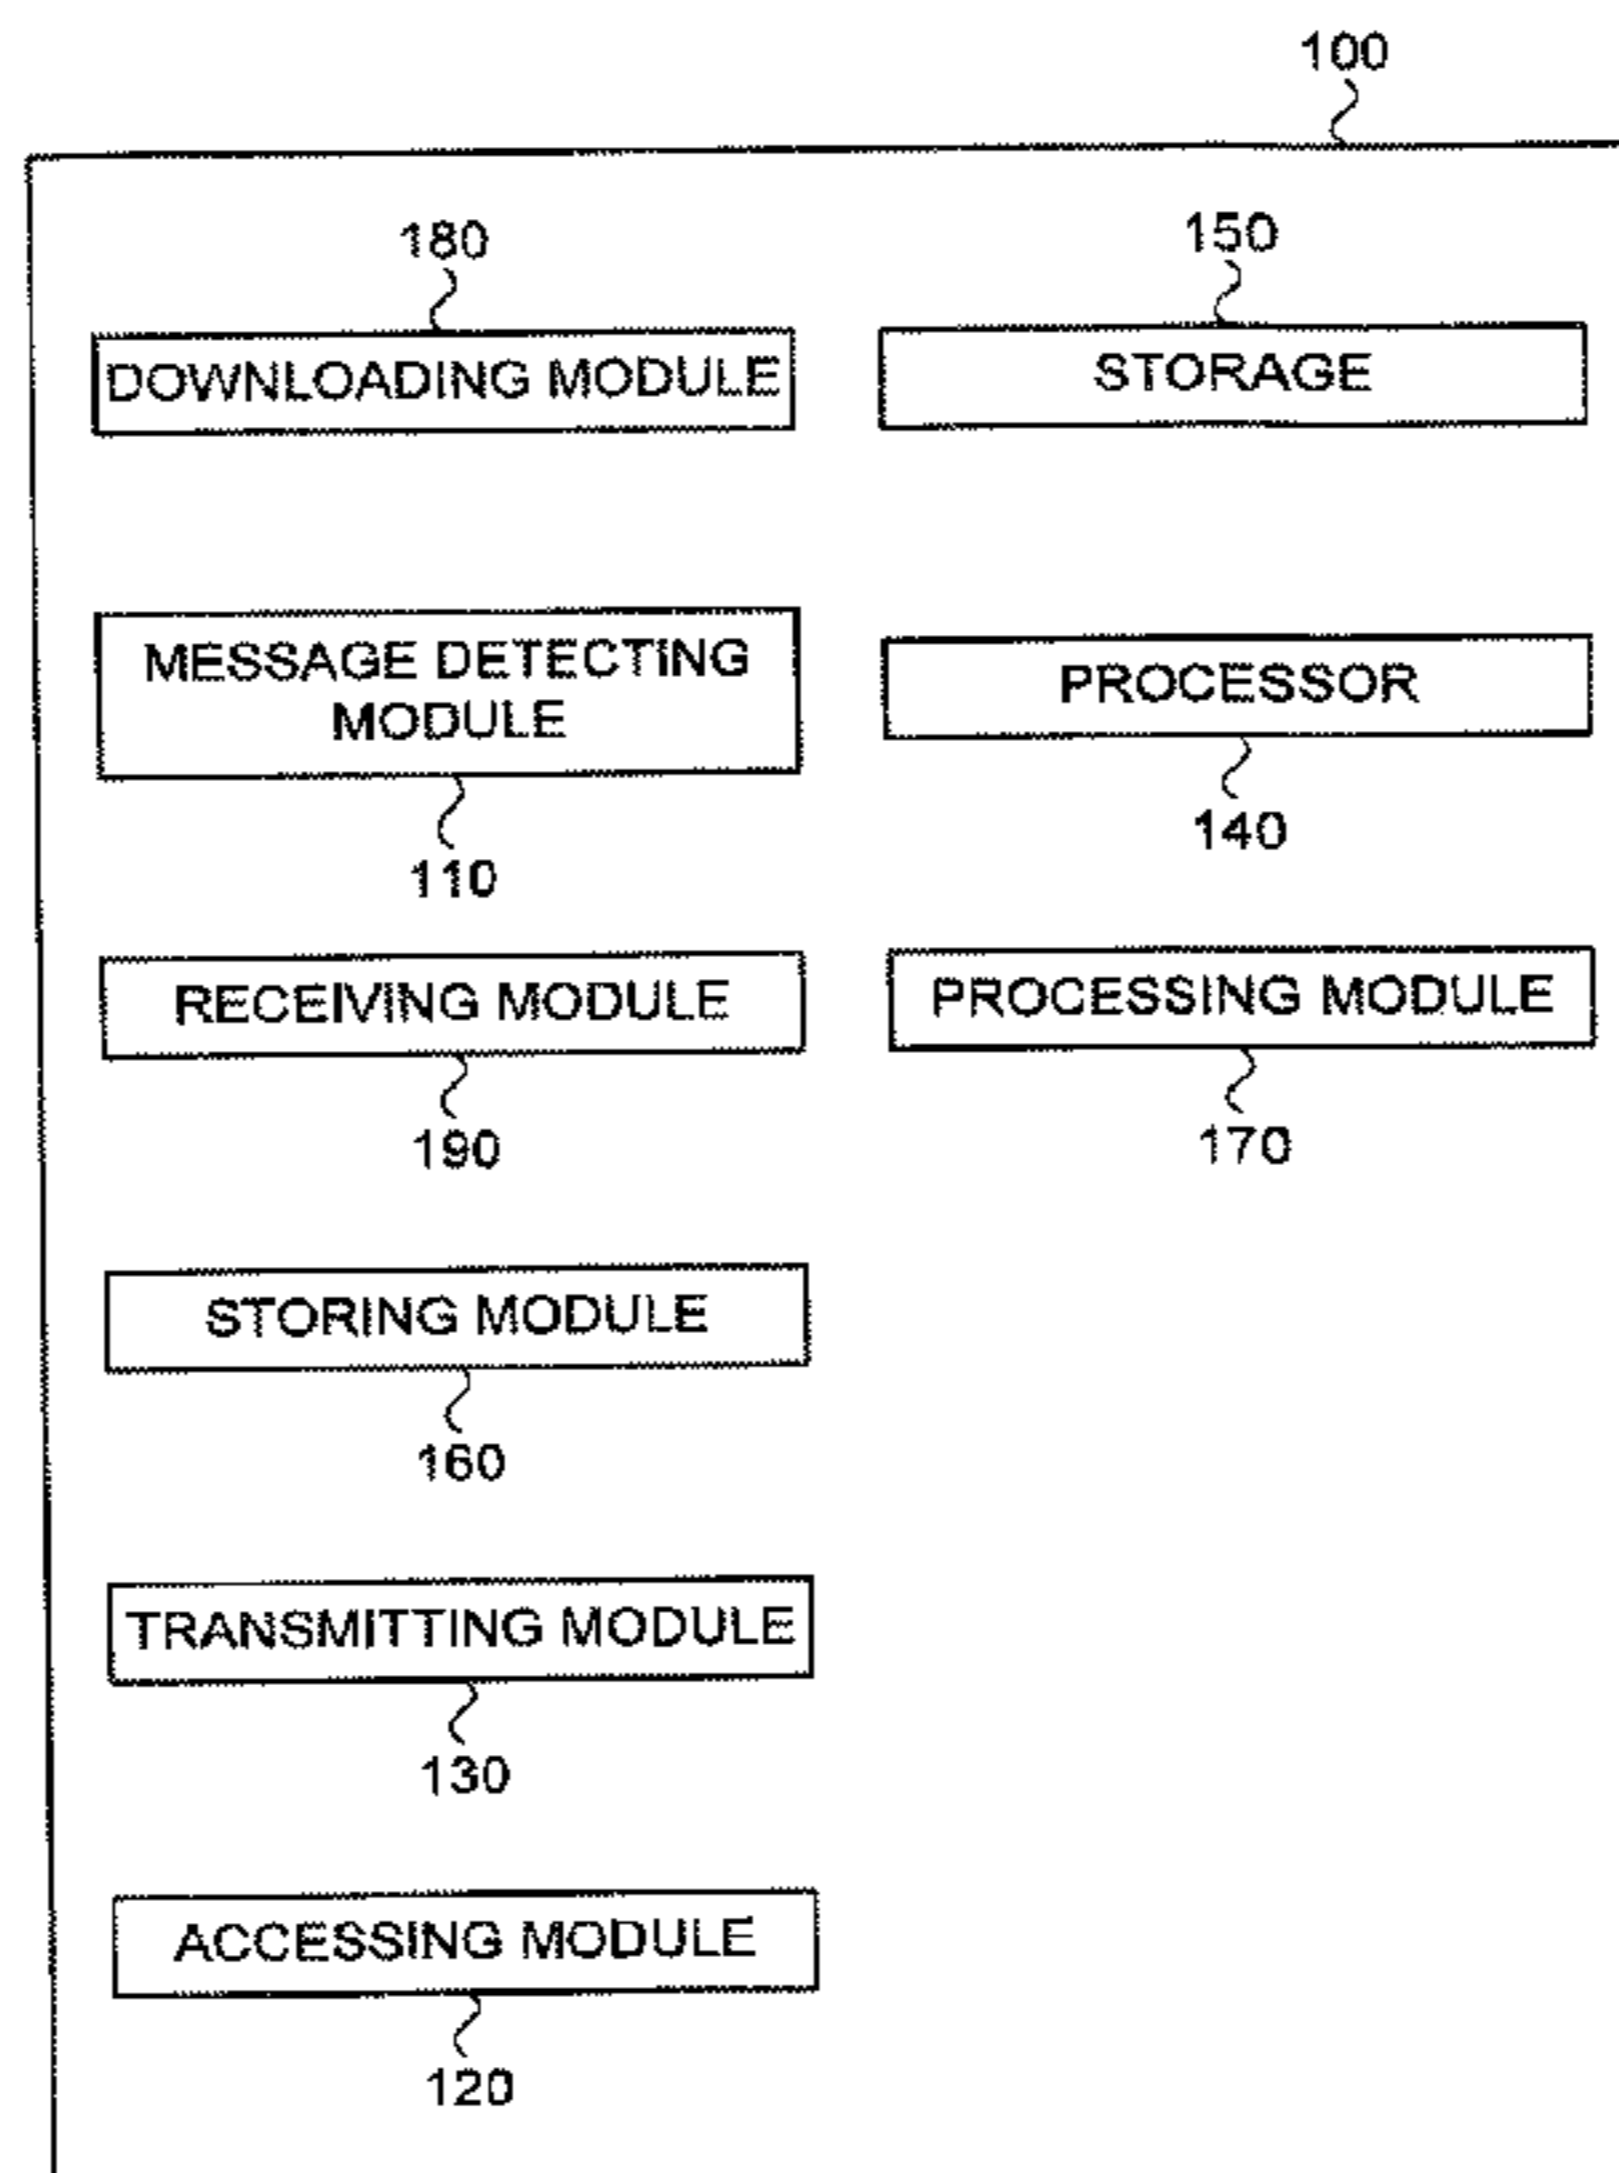 100
180
150
DOWNLOADING MODULE
STORAGE
MESSAGE DETECTING
MODULE
PROCESSOR
110
140
RECEIVING MODULE
PROCESSING MODULE
190
170
STORING MODULE
160
TRANSMITTING MODULE
130
ACCESSING MODULE
120